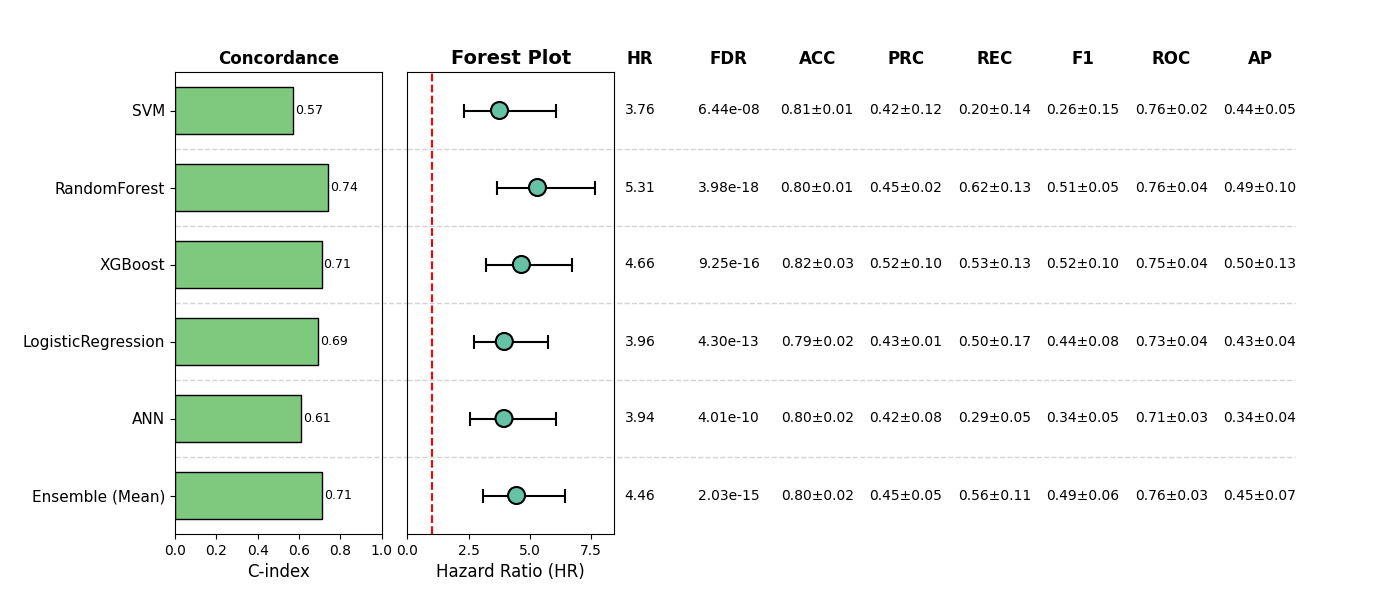 Concordance Forest Plot HR FDR ACC PRC REC F1 ROC AP
SVM 0.57 3.76 6.44e-08 0.81±0.01 0.42±0.12 0.20±0.14 0.26±0.15 0.76±0.02 0.44±0.05
RandomForest 0.74 5.31 3.98e-18 0.80±0.01 0.45±0.02 0.62±0.13 0.51±0.05 0.76±0.04 0.49±0.10
XGBoost 0.71 4.66 9.25e-16 0.82±0.03 0.52±0.10 0.53±0.13 0.52±0.10 0.75±0.04 0.50±0.13
LogisticRegression 0.69 3.96 4.30e-13 0.79±0.02 0.43±0.01 0.50±0.17 0.44±0.08 0.73±0.04 0.43±0.04
ANN 0.61 3.94 4.01e-10 0.80±0.02 0.42±0.08 0.29±0.05 0.34±0.05 0.71±0.03 0.34±0.04
Ensemble (Mean) 0.71 4.46 2.03e-15 0.80±0.02 0.45±0.05 0.56±0.11 0.49±0.06 0.76±0.03 0.45±0.07
0.0 0.2 0.4 0.6 0.8 1.0 0.0 2.5 5.0 7.5
C-index Hazard Ratio (HR)